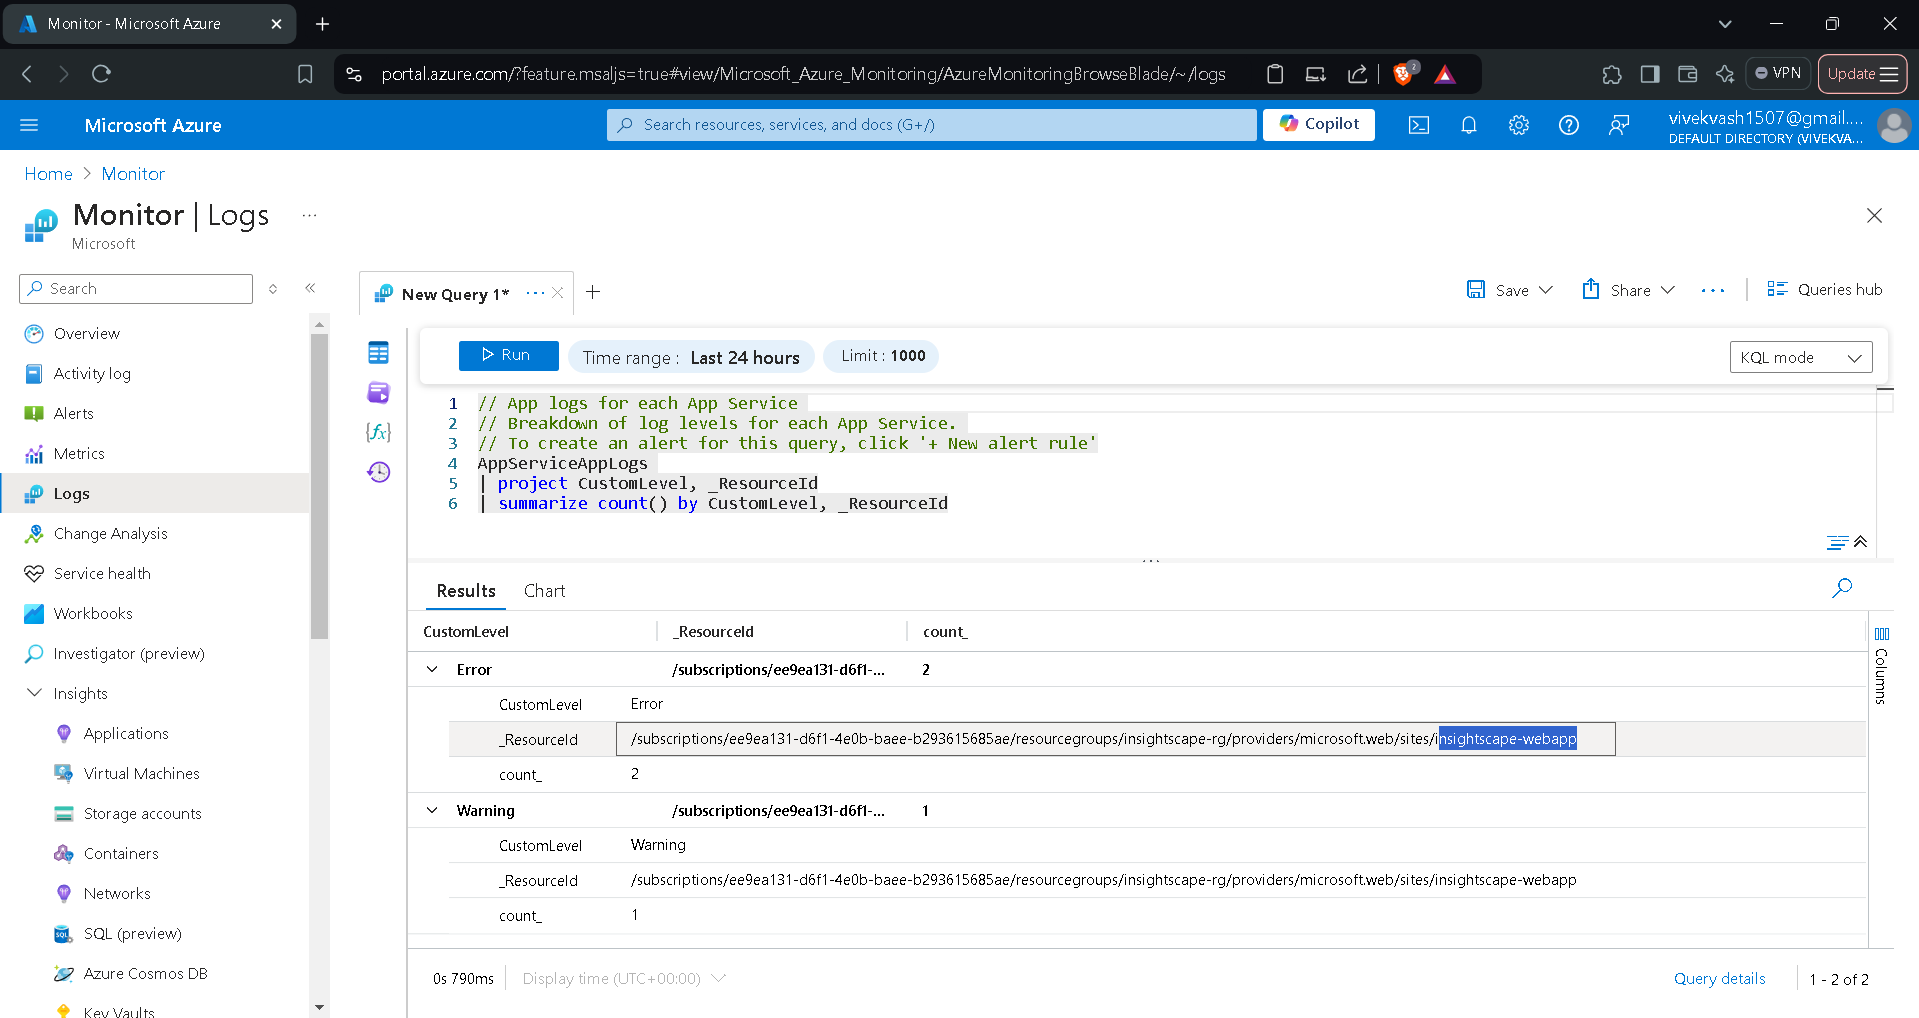 Monitor - Microsoft Azure
portal.azure.com/?feature.msaljs=true#view/Microsoft_Azure_Monitoring/AzureMonitoringBrowseBlade/~/logs
2
VPN
Update
Microsoft Azure
Search resources, services, and docs (G+/)
Copilot
vivekvash1507@gmail....
DEFAULT DIRECTORY (VIVEKVA...
Home > Monitor
Monitor | Logs
...
Microsoft
Search
Overview
Activity log
Alerts
Metrics
Logs
Change Analysis
Service health
Workbooks
Investigator (preview)
Insights
Applications
Virtual Machines
Storage accounts
Containers
Networks
SQL (preview)
Azure Cosmos DB
Key Vaults
New Query 1*
Save
Share
Queries hub
Run
Time range : Last 24 hours
Limit : 1000
KQL mode
1 // App logs for each App Service
2 // Breakdown of log levels for each App Service.
3 // To create an alert for this query, click '+ New alert rule'
4 AppServiceAppLogs
5 | project CustomLevel, _ResourceId
6 | summarize count() by CustomLevel, _ResourceId
Results Chart
CustomLevel _ResourceId count_
Error /subscriptions/ee9ea131-d6f1-... 2
CustomLevel Error
_ResourceId /subscriptions/ee9ea131-d6f1-4e0b-baee-b293615685ae/resourcegroups/insightscape-rg/providers/microsoft.web/sites/insightscape-webapp
count_ 2
Warning /subscriptions/ee9ea131-d6f1-... 1
CustomLevel Warning
_ResourceId /subscriptions/ee9ea131-d6f1-4e0b-baee-b293615685ae/resourcegroups/insightscape-rg/providers/microsoft.web/sites/insightscape-webapp
count_ 1
Columns
0s 790ms
Display time (UTC+00:00)
Query details
1 - 2 of 2